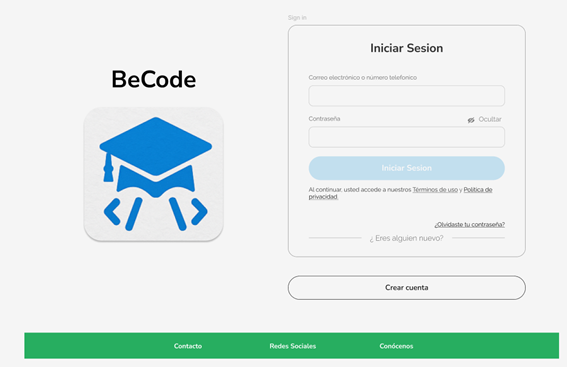 Sign in
BeCode
Iniciar Sesion
Correo electrónico o número telefonico
Contraseña
Ocultar
Iniciar Sesion
Al continuar, usted accede a nuestros Términos de uso y Política de
privacidad.
¿Olvidaste tu contraseña?
¿ Eres alguien nuevo?
Crear cuenta
Contacto
Redes Sociales
Conócenos